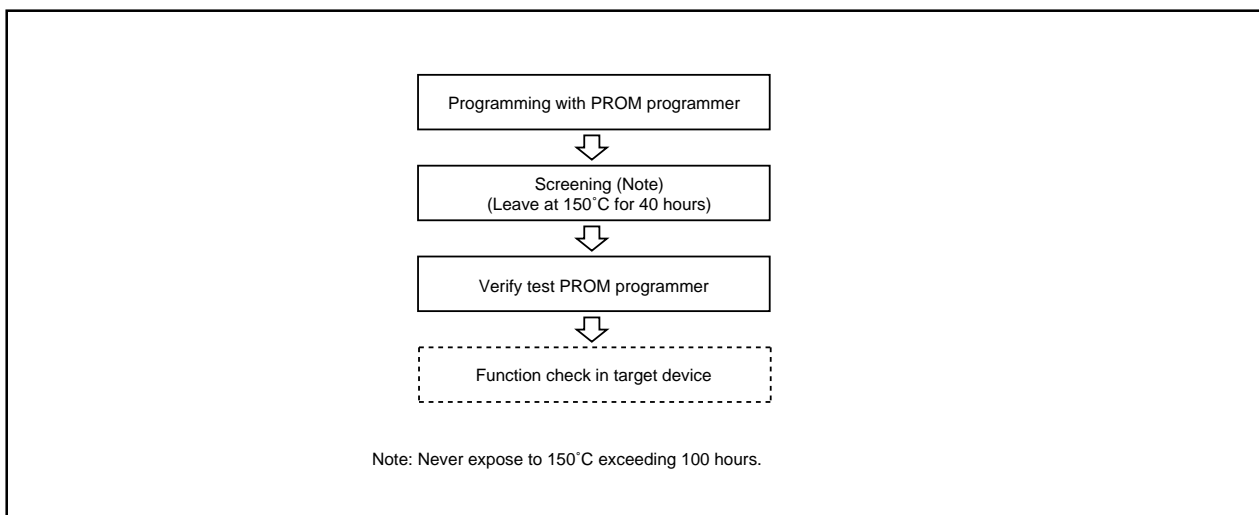 Programming with PROM programmer
Screening (Note)
(Leave at 150˚C for 40 hours)
Verify test PROM programmer
Function check in target device
Note: Never expose to 150˚C exceeding 100 hours.